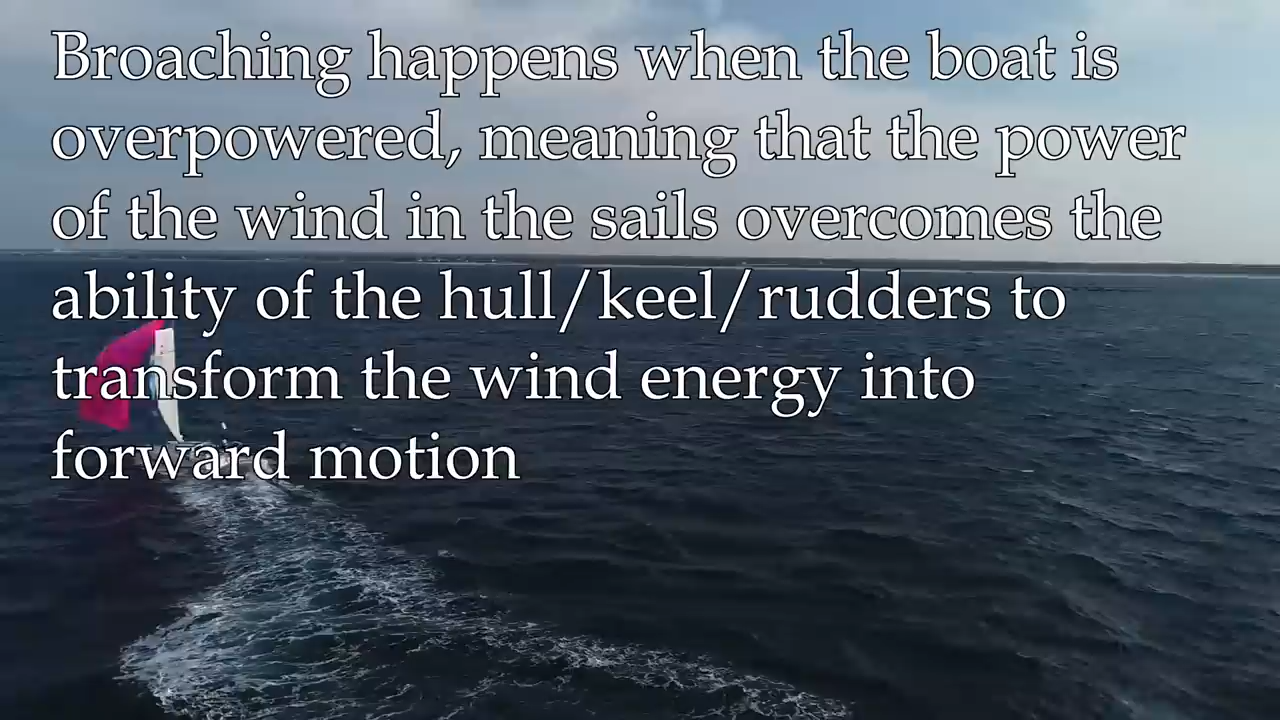 Broaching happens when the boat is
overpowered, meaning that the power
of the wind in the sails overcomes the
ability of the hull/keel/rudders to
transform the wind energy into
forward motion